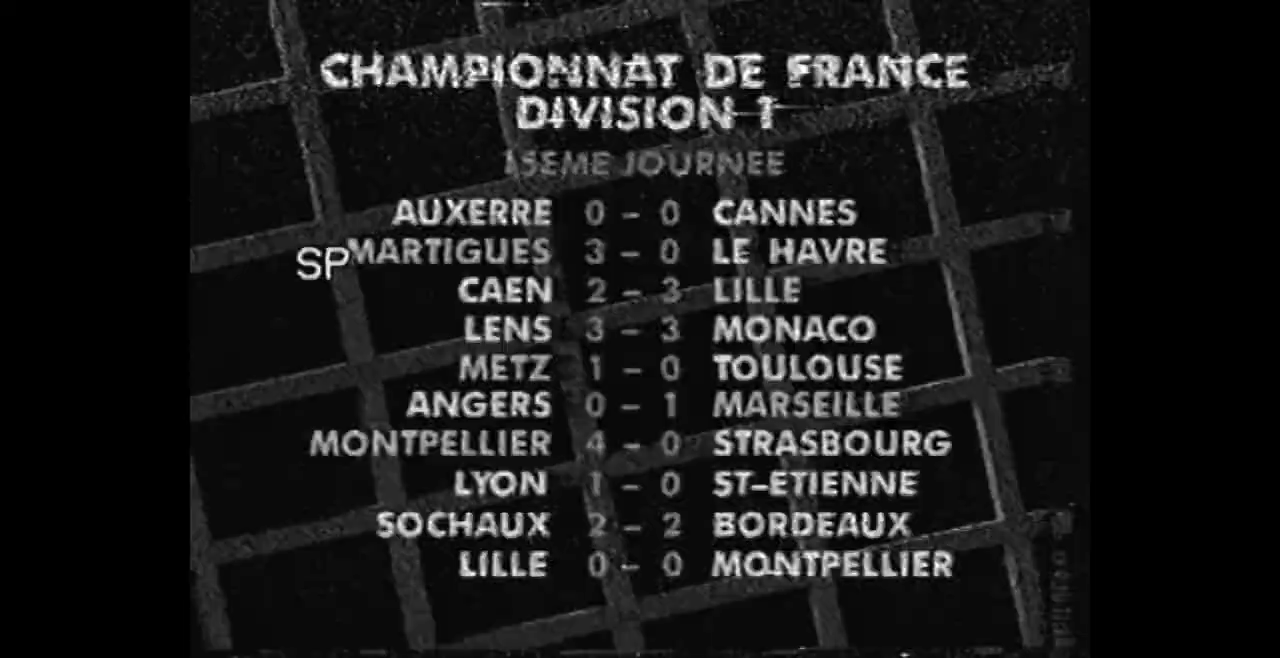 CHAMPIONNAT DE FRANCE
DIVISION 1
15EME JOURNEE
AUXERRE 0 - 0 CANNES
SP MARTIGUES 3 - 0 LE HAVRE
CAEN 2 - 3 LILLE
LENS 3 - 3 MONACO
METZ 1 - 0 TOULOUSE
ANGERS 0 - 1 MARSEILLE
MONTPELLIER 4 - 0 STRASBOURG
LYON 1 - 0 ST-ETIENNE
SOCHAUX 2 - 2 BORDEAUX
LILLE 0 - 0 MONTPELLIER